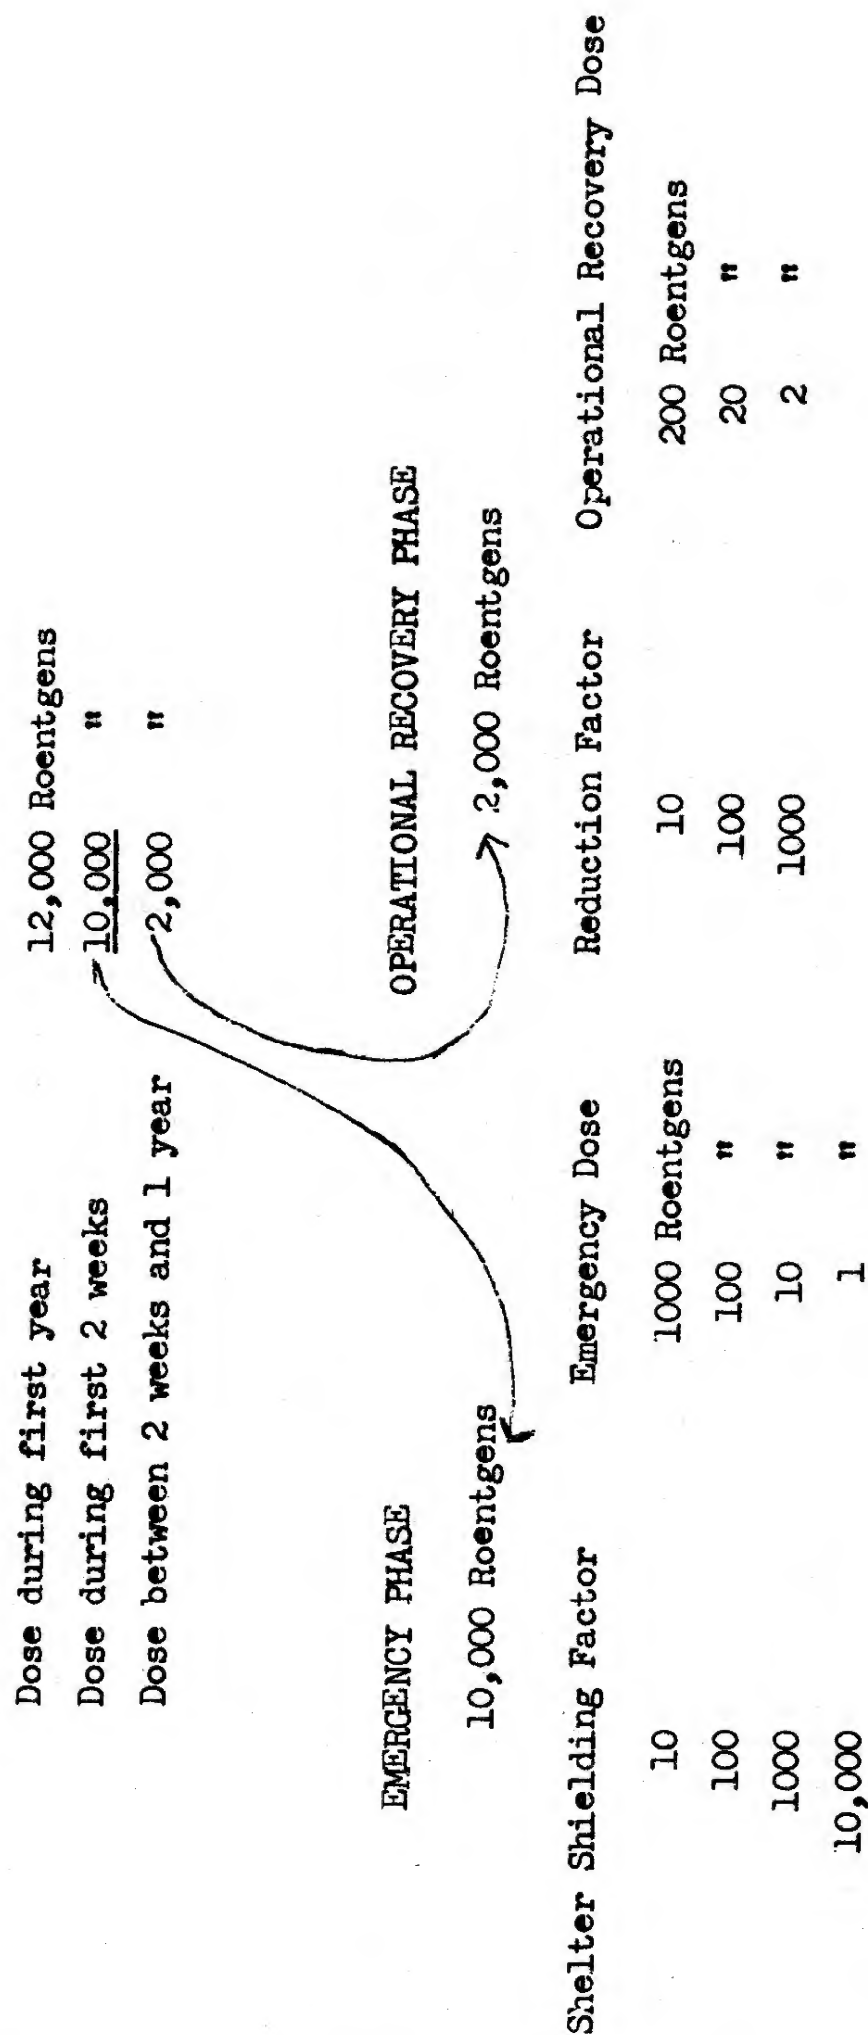 Dose during first year 12,000 Roentgens
Dose during first 2 weeks 10,000 "
Dose between 2 weeks and 1 year 2,000 "
EMERGENCY PHASE OPERATIONAL RECOVERY PHASE
10,000 Roentgens 2,000 Roentgens
Shelter Shielding Factor Emergency Dose Reduction Factor Operational Recovery Dose
10 1000 Roentgens 10 200 Roentgens
100 100 " 100 20 "
1000 10 " 1000 2 "
10,000 1 "